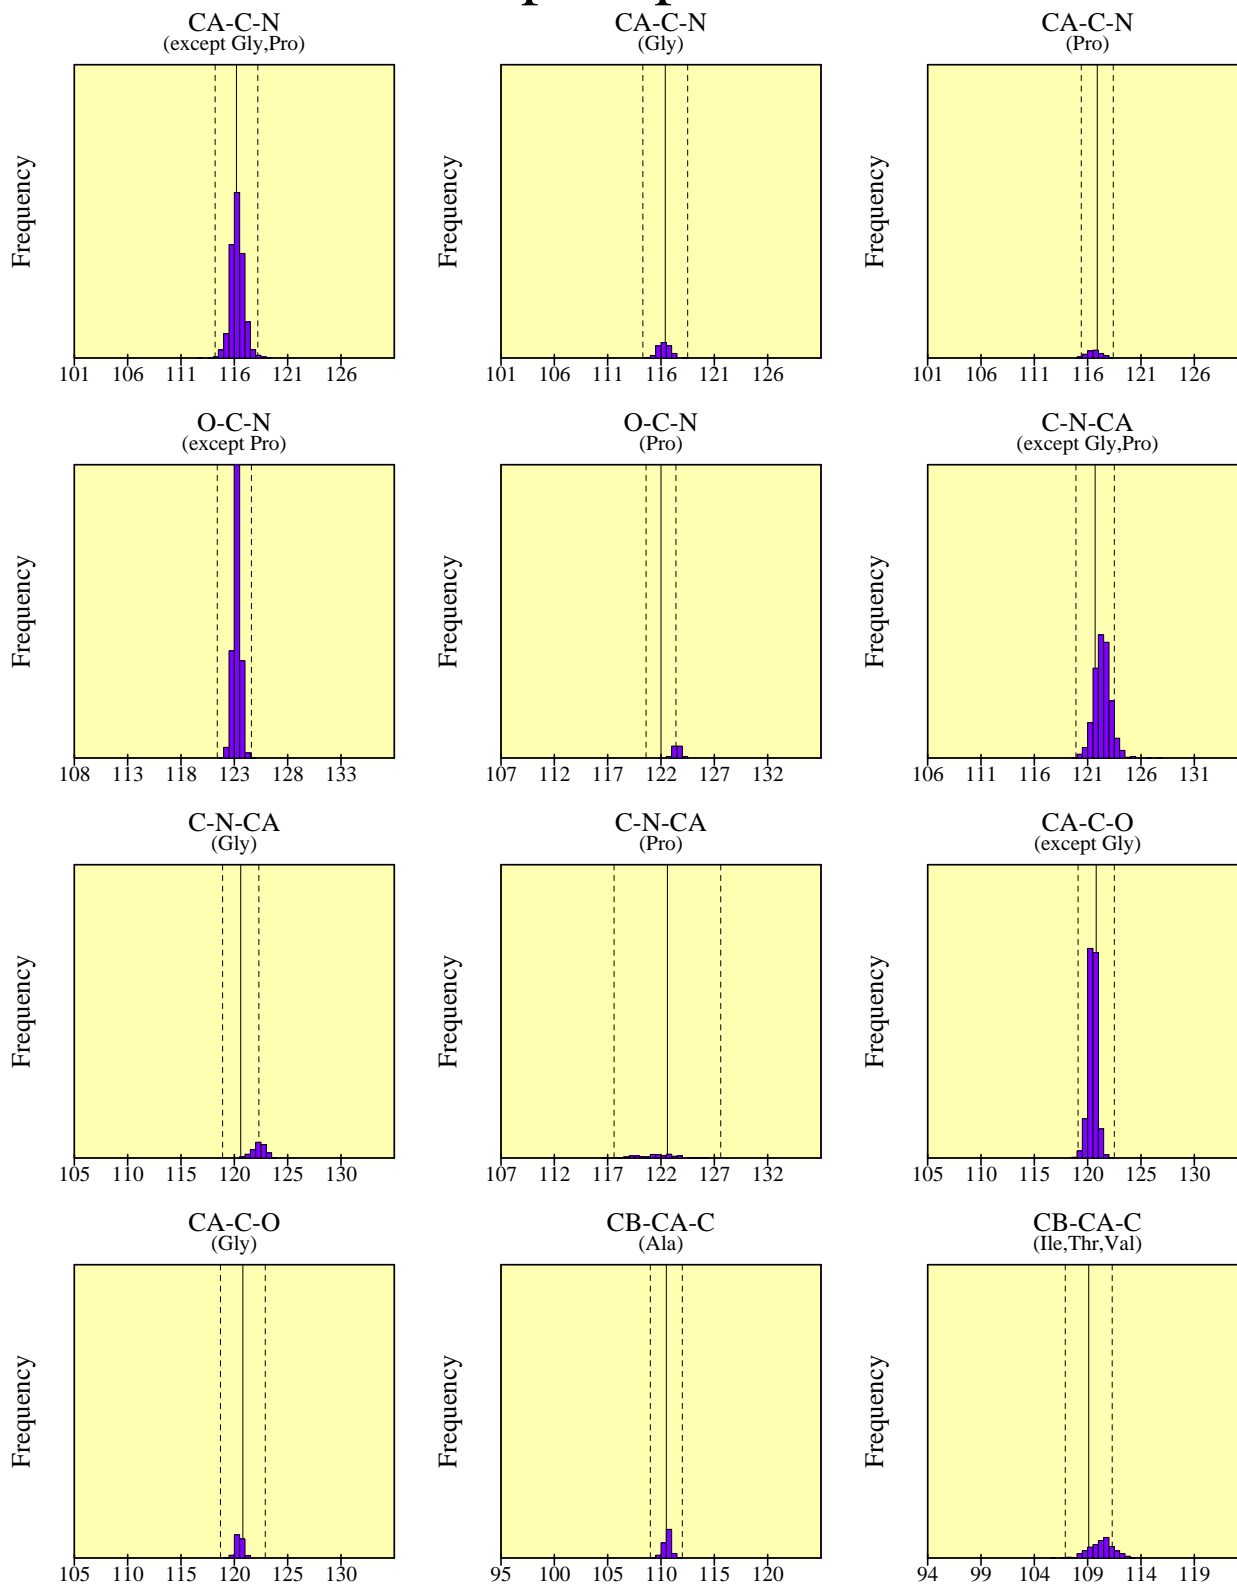 CA-C-N
(except Gly,Pro)
CA-C-N
(Gly)
CA-C-N
(Pro)
Frequency
Frequency
Frequency
101 106 111 116 121 126
101 106 111 116 121 126
101 106 111 116 121 126
O-C-N
(except Pro)
O-C-N
(Pro)
C-N-CA
(except Gly,Pro)
Frequency
Frequency
Frequency
108 113 118 123 128 133
107 112 117 122 127 132
106 111 116 121 126 131
C-N-CA
(Gly)
C-N-CA
(Pro)
CA-C-O
(except Gly)
Frequency
Frequency
Frequency
105 110 115 120 125 130
107 112 117 122 127 132
105 110 115 120 125 130
CA-C-O
(Gly)
CB-CA-C
(Ala)
CB-CA-C
(Ile,Thr,Val)
Frequency
Frequency
Frequency
105 110 115 120 125 130
95 100 105 110 115 120
94 99 104 109 114 119